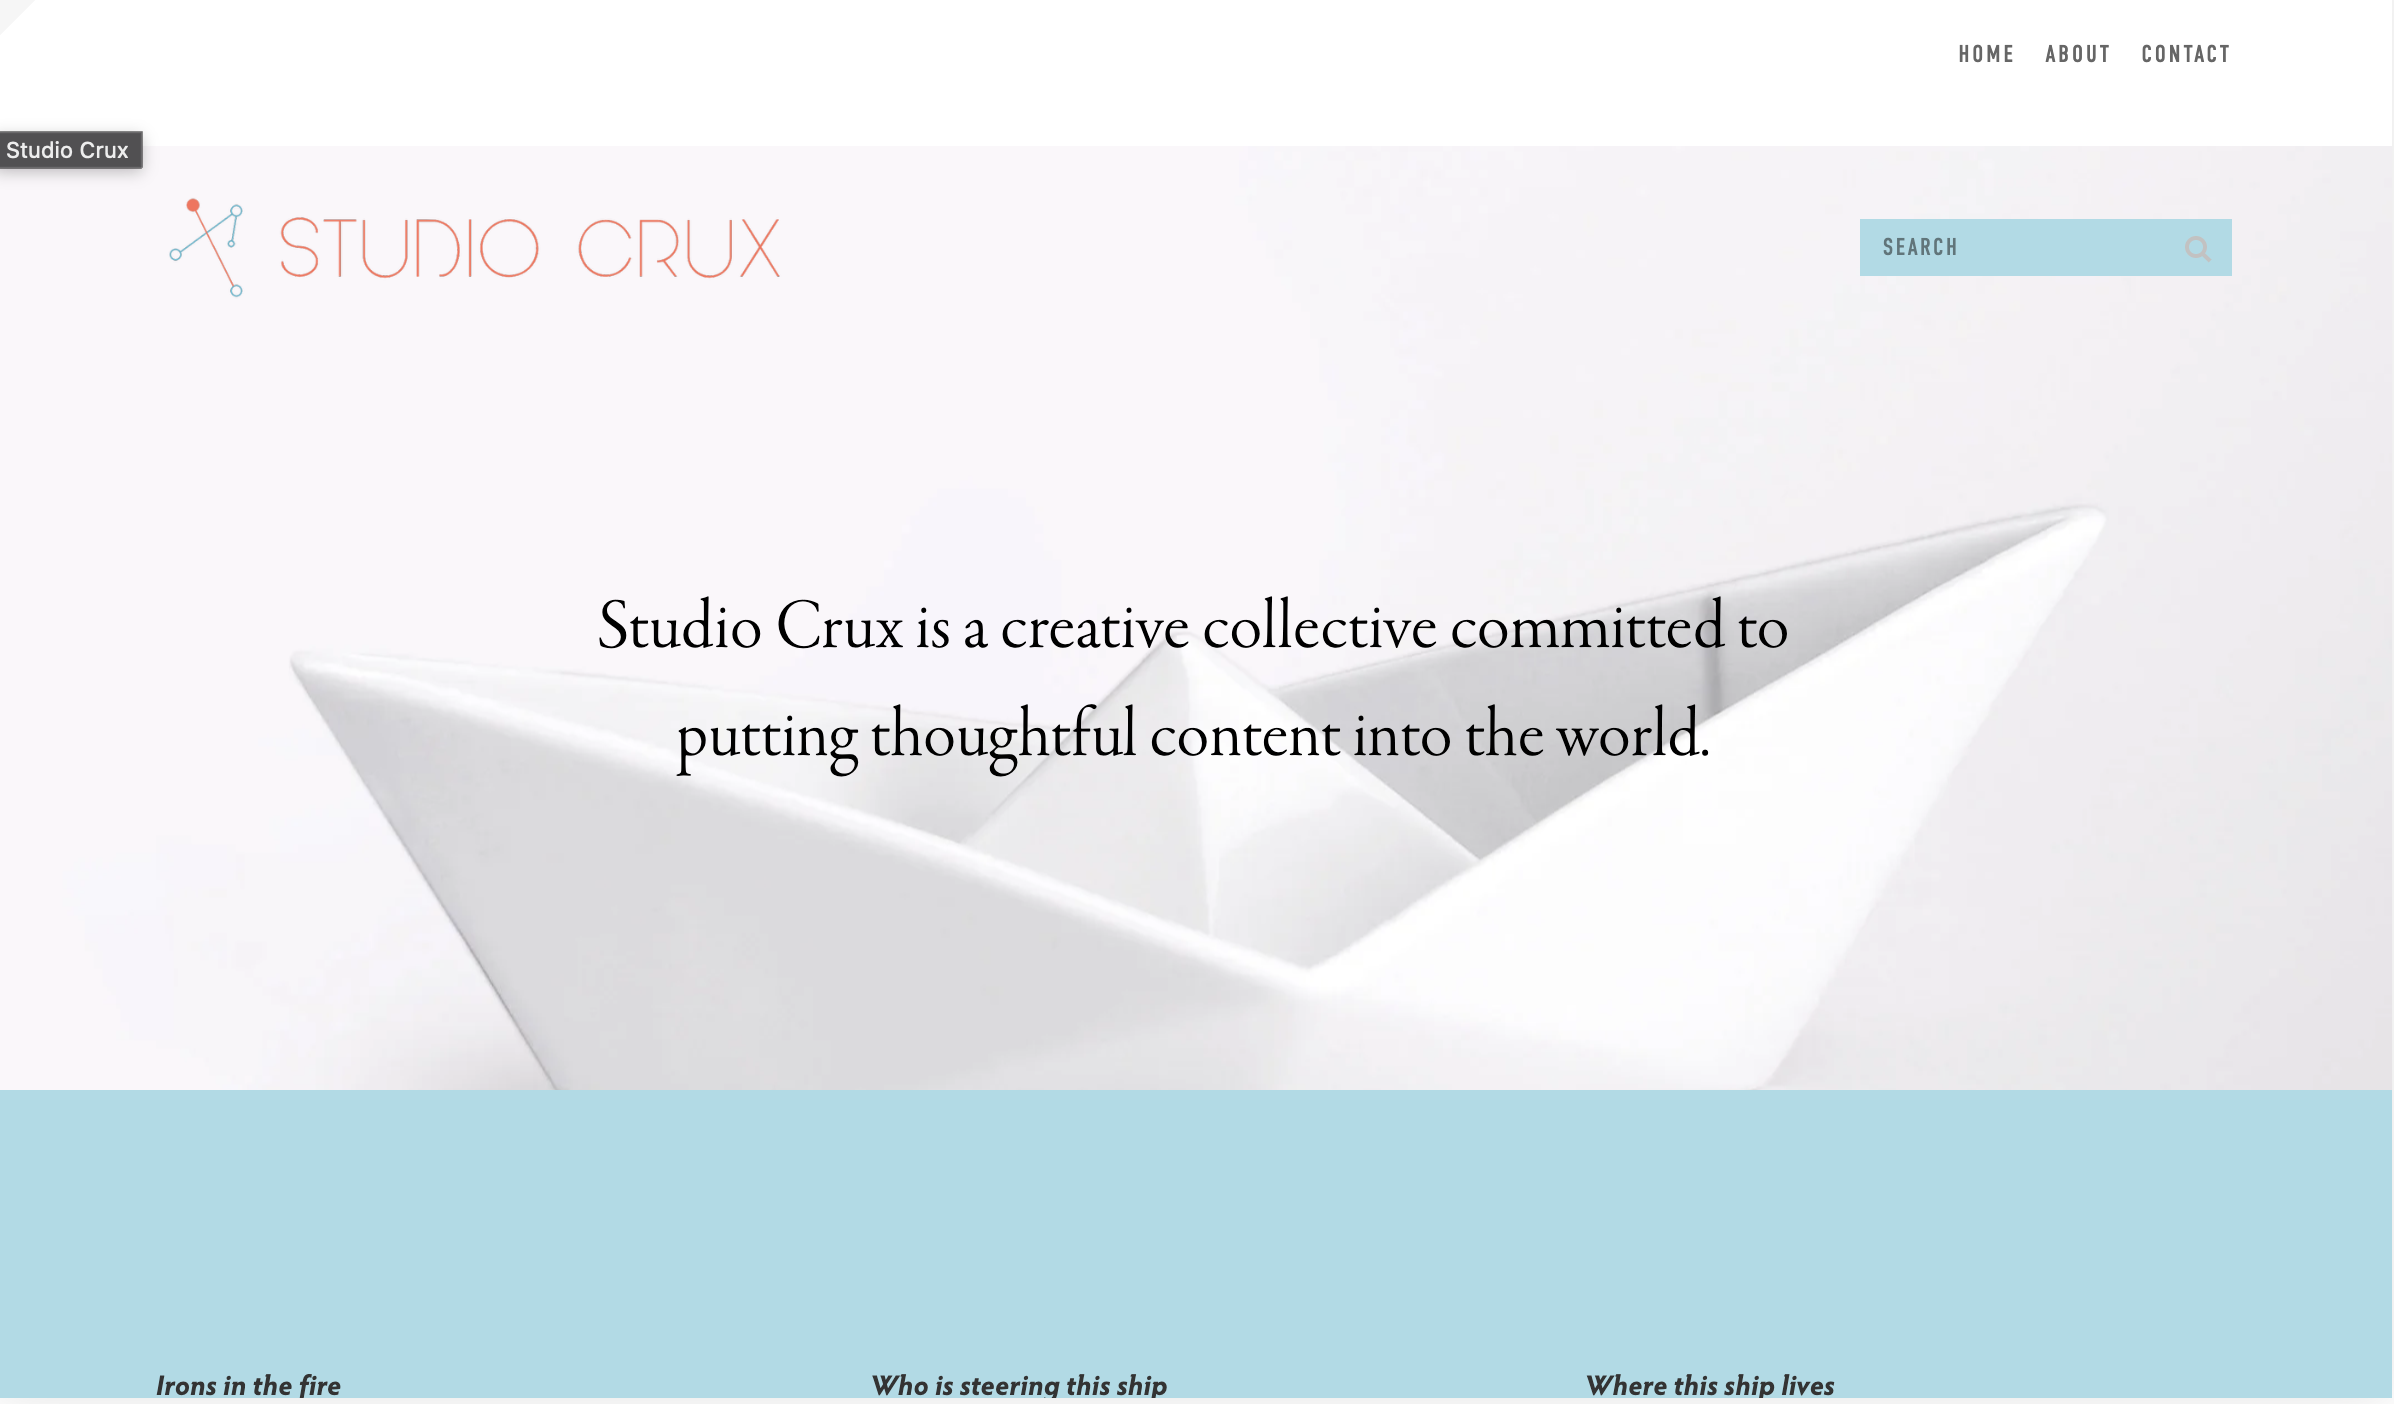 HOME ABOUT CONTACT
Studio Crux
STUDIO CRUX
SEARCH
Studio Crux is a creative collective committed to
putting thoughtful content into the world.
Irons in the fire
Who is steering this ship
Where this ship lives